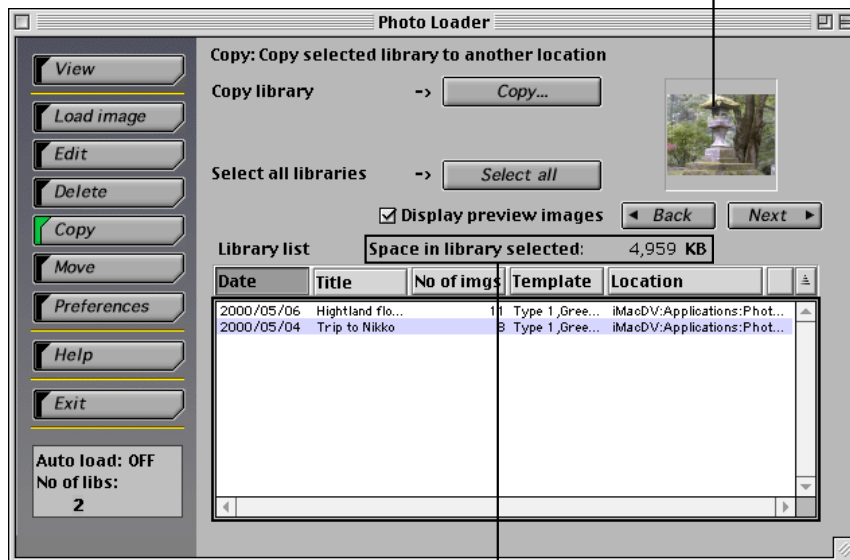 Photo Loader
View
Load image
Edit
Delete
Copy
Move
Preferences
Help
Exit
Auto load: OFF
No of libs:
2
Copy: Copy selected library to another location
Copy library -> Copy...
Select all libraries -> Select all
Display preview images Back Next
Library list Space in library selected: 4,959 KB
Date Title No of imgs Template Location
2000/05/06 Hightland flo... 11 Type 1 ,Gree... iMacDV:Applications:Phot...
2000/05/04 Trip to Nikko 8 Type 1 ,Gree... iMacDV:Applications:Phot...